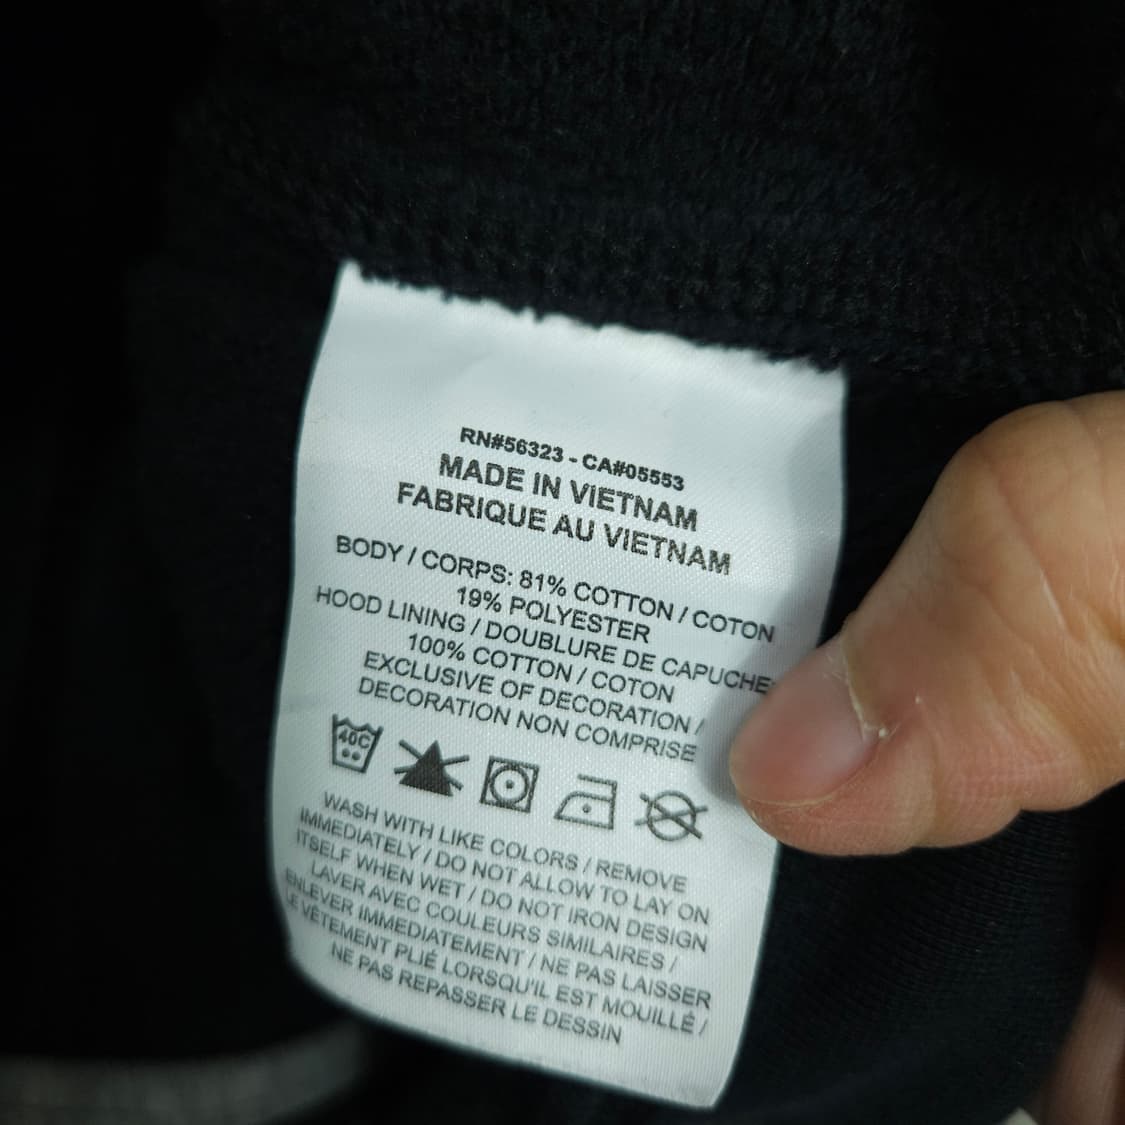 RN#56323 - CA#05553
MADE IN VIETNAM
FABRIQUE AU VIETNAM
BODY / CORPS: 81% COTTON / COTON
19% POLYESTER
HOOD LINING / DOUBLURE DE CAPUCHE:
100% COTTON / COTON
EXCLUSIVE OF DECORATION /
DECORATION NON COMPRISE
40C
WASH WITH LIKE COLORS / REMOVE
IMMEDIATELY / DO NOT ALLOW TO LAY ON
ITSELF WHEN WET / DO NOT IRON DESIGN
LAVER AVEC COULEURS SIMILAIRES /
ENLEVER IMMEDIATEMENT / NE PAS LAISSER
LE VÊTEMENT PLIÉ LORSQU'IL EST MOUILLÉ /
NE PAS REPASSER LE DESSIN